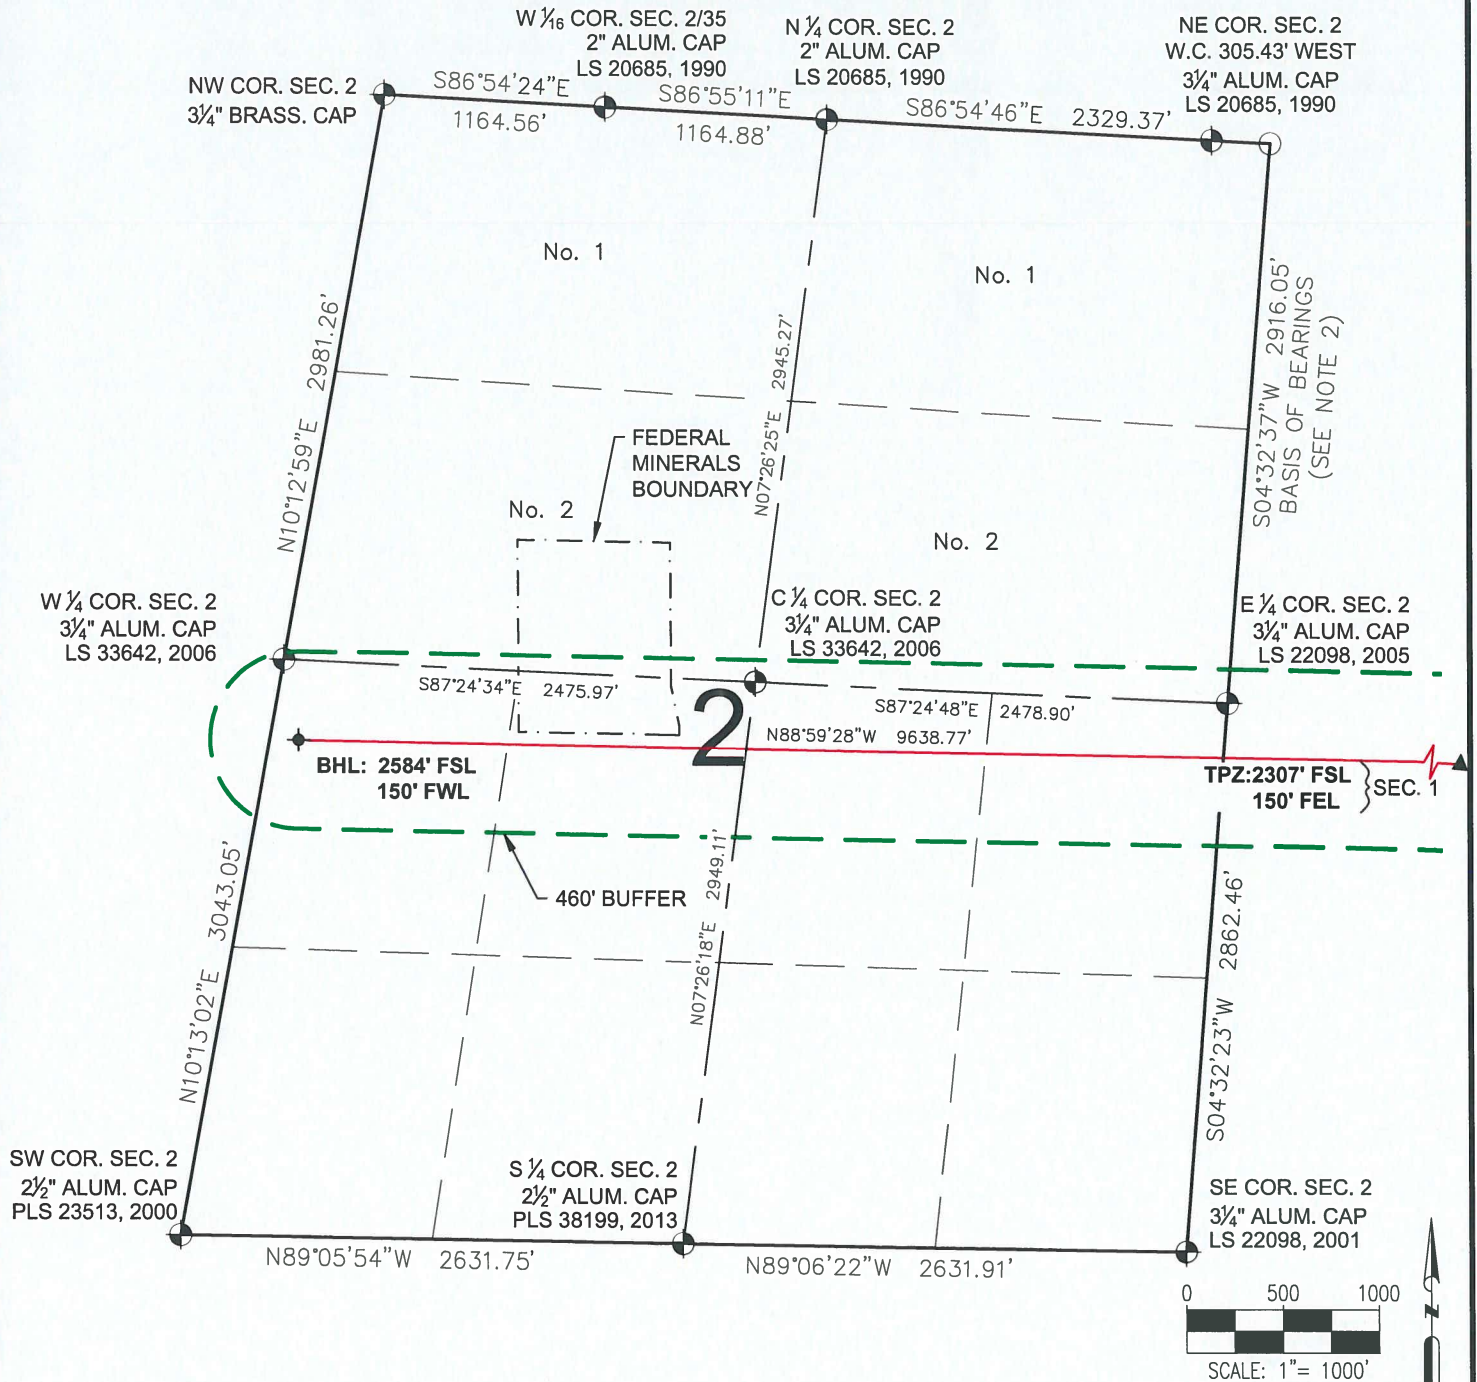 W 1/16 COR. SEC. 2/35
2" ALUM. CAP
LS 20685, 1990
N 1/4 COR. SEC. 2
2" ALUM. CAP
LS 20685, 1990
NE COR. SEC. 2
W.C. 305.43' WEST
3 1/4" ALUM. CAP
LS 20685, 1990
NW COR. SEC. 2
3 1/4" BRASS. CAP
S86°54'24"E
1164.56'
S86°55'11"E
1164.88'
S86°54'46"E 2329.37'
No. 1
No. 1
N10°12'59"E 2981.26'
N07°26'25"E 2945.27'
S04°32'37"W 2916.05'
BASIS OF BEARINGS
(SEE NOTE 2)
FEDERAL
MINERALS
BOUNDARY
No. 2
No. 2
W 1/4 COR. SEC. 2
3 1/4" ALUM. CAP
LS 33642, 2006
C 1/4 COR. SEC. 2
3 1/4" ALUM. CAP
LS 33642, 2006
E 1/4 COR. SEC. 2
3 1/4" ALUM. CAP
LS 22098, 2005
S87°24'34"E 2475.97'
S87°24'48"E 2478.90'
2
N88°59'28"W 9638.77'
BHL: 2584' FSL
150' FWL
TPZ:2307' FSL
150' FEL
SEC. 1
460' BUFFER
N10°13'02"E 3043.05'
N07°26'18"E 2949.11'
S04°32'23"W 2862.46'
SW COR. SEC. 2
2 1/2" ALUM. CAP
PLS 23513, 2000
S 1/4 COR. SEC. 2
2 1/2" ALUM. CAP
PLS 38199, 2013
SE COR. SEC. 2
3 1/4" ALUM. CAP
LS 22098, 2001
N89°05'54"W 2631.75'
N89°06'22"W 2631.91'
0 500 1000
SCALE: 1"= 1000'
N